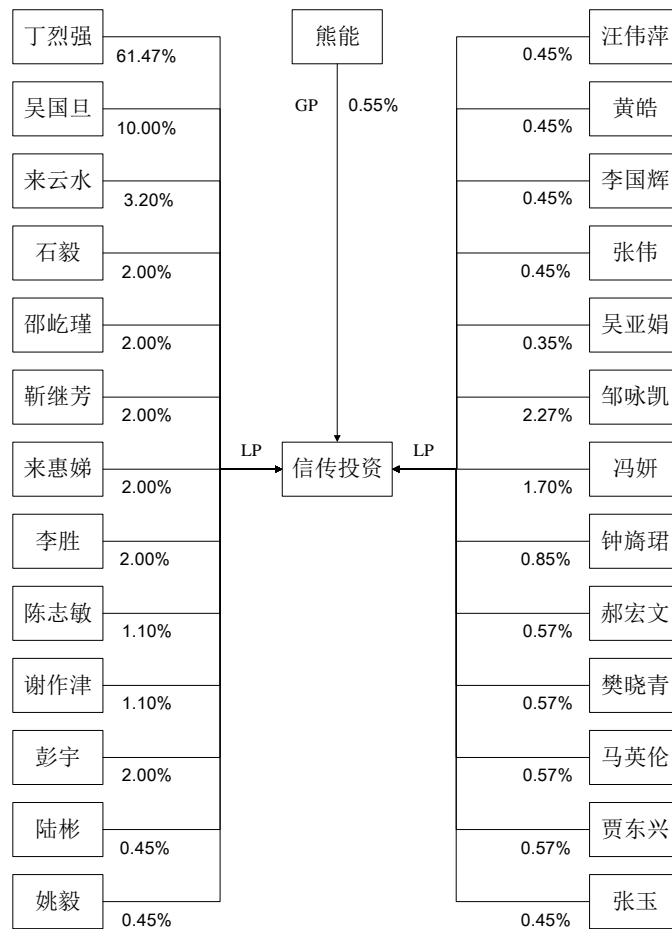 丁烈强
61.47%
吴国旦
10.00%
来云水
3.20%
石毅
2.00%
邵屹瑾
2.00%
靳继芳
2.00%
来惠娣
2.00%
李胜
2.00%
陈志敏
1.10%
谢作津
1.10%
彭宇
2.00%
陆彬
0.45%
姚毅
0.45%
熊能
GP
0.55%
LP
信传投资
LP
汪伟萍
0.45%
黄皓
0.45%
李国辉
0.45%
张伟
0.45%
吴亚娟
0.35%
邹咏凯
2.27%
冯妍
1.70%
钟旖珺
0.85%
郝宏文
0.57%
樊晓青
0.57%
马英伦
0.57%
贾东兴
0.57%
张玉
0.45%